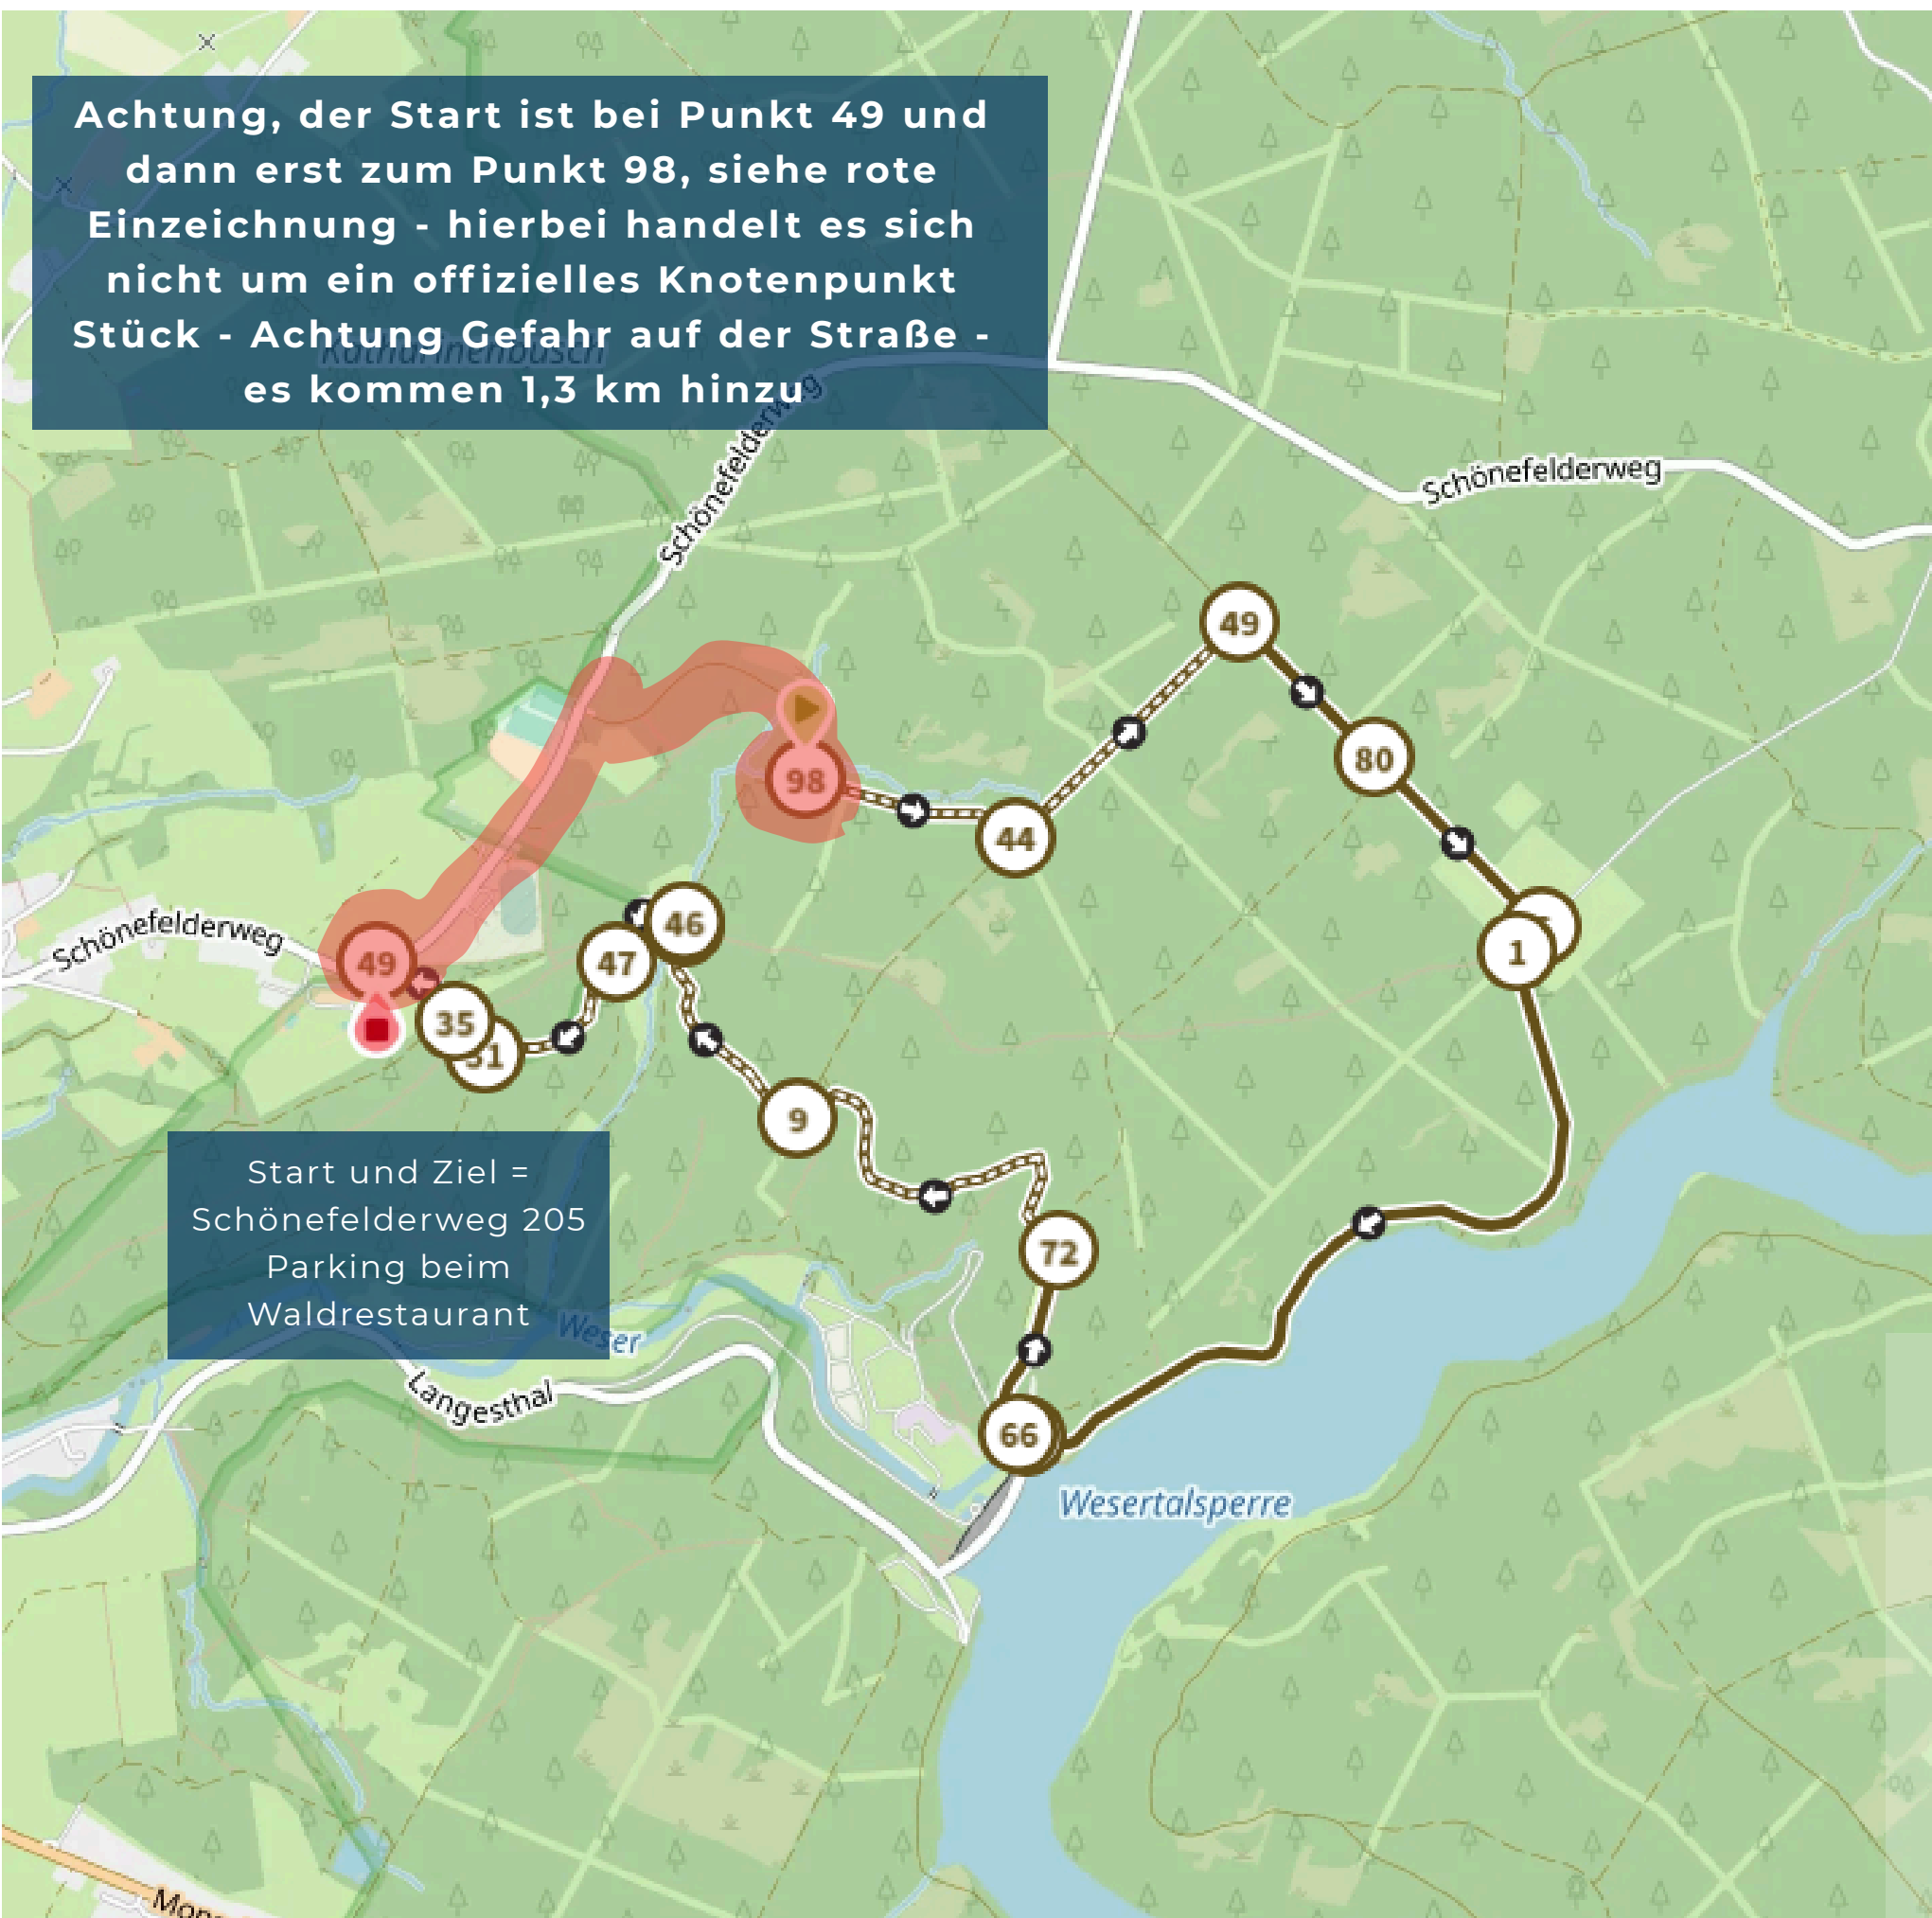 Achtung, der Start ist bei Punkt 49 und
dann erst zum Punkt 98, siehe rote
Einzeichnung - hierbei handelt es sich
nicht um ein offizielles Knotenpunkt
Stück - Achtung Gefahr auf der Straße -
es kommen 1,3 km hinzu
Katharinenbusch
Schönefelderweg
Schönefelderweg
49
80
98
44
46
47
1
Schönefelderweg
49
35
31
9
72
66
Start und Ziel =
Schönefelderweg 205
Parking beim
Waldrestaurant
Weser
Langesthal
Wesertalsperre